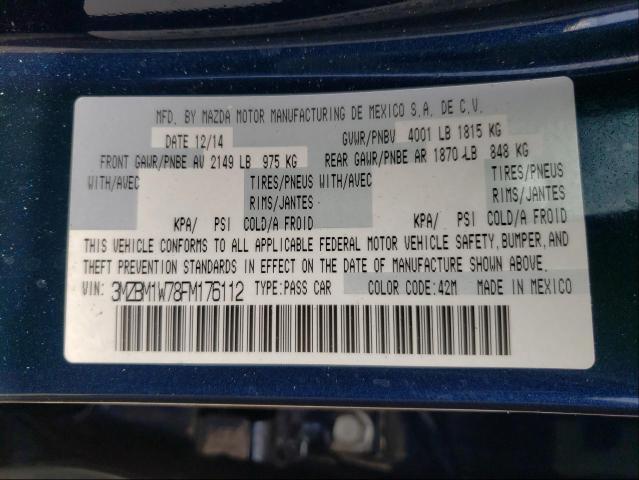 MFD. BY MAZDA MOTOR MANUFACTURING DE MEXICO S.A. DE C.V.
DATE 12/14 GVWR/PNBV 4001 LB 1815 KG
FRONT GAWR/PNBE AV 2149 LB 975 KG REAR GAWR/PNBE AR 1870 LB 848 KG
WITH/AVEC TIRES/PNEUS WITH/AVEC TIRES/PNEUS
RIMS/JANTES RIMS/JANTES
KPA/ PSI COLD/A FROID KPA/ PSI COLD/A FROID
THIS VEHICLE CONFORMS TO ALL APPLICABLE FEDERAL MOTOR VEHICLE SAFETY, BUMPER, AND
THEFT PREVENTION STANDARDS IN EFFECT ON THE DATE OF MANUFACTURE SHOWN ABOVE.
VIN: 3MZBM1W78FM176112 TYPE:PASS CAR COLOR CODE:42M MADE IN MEXICO